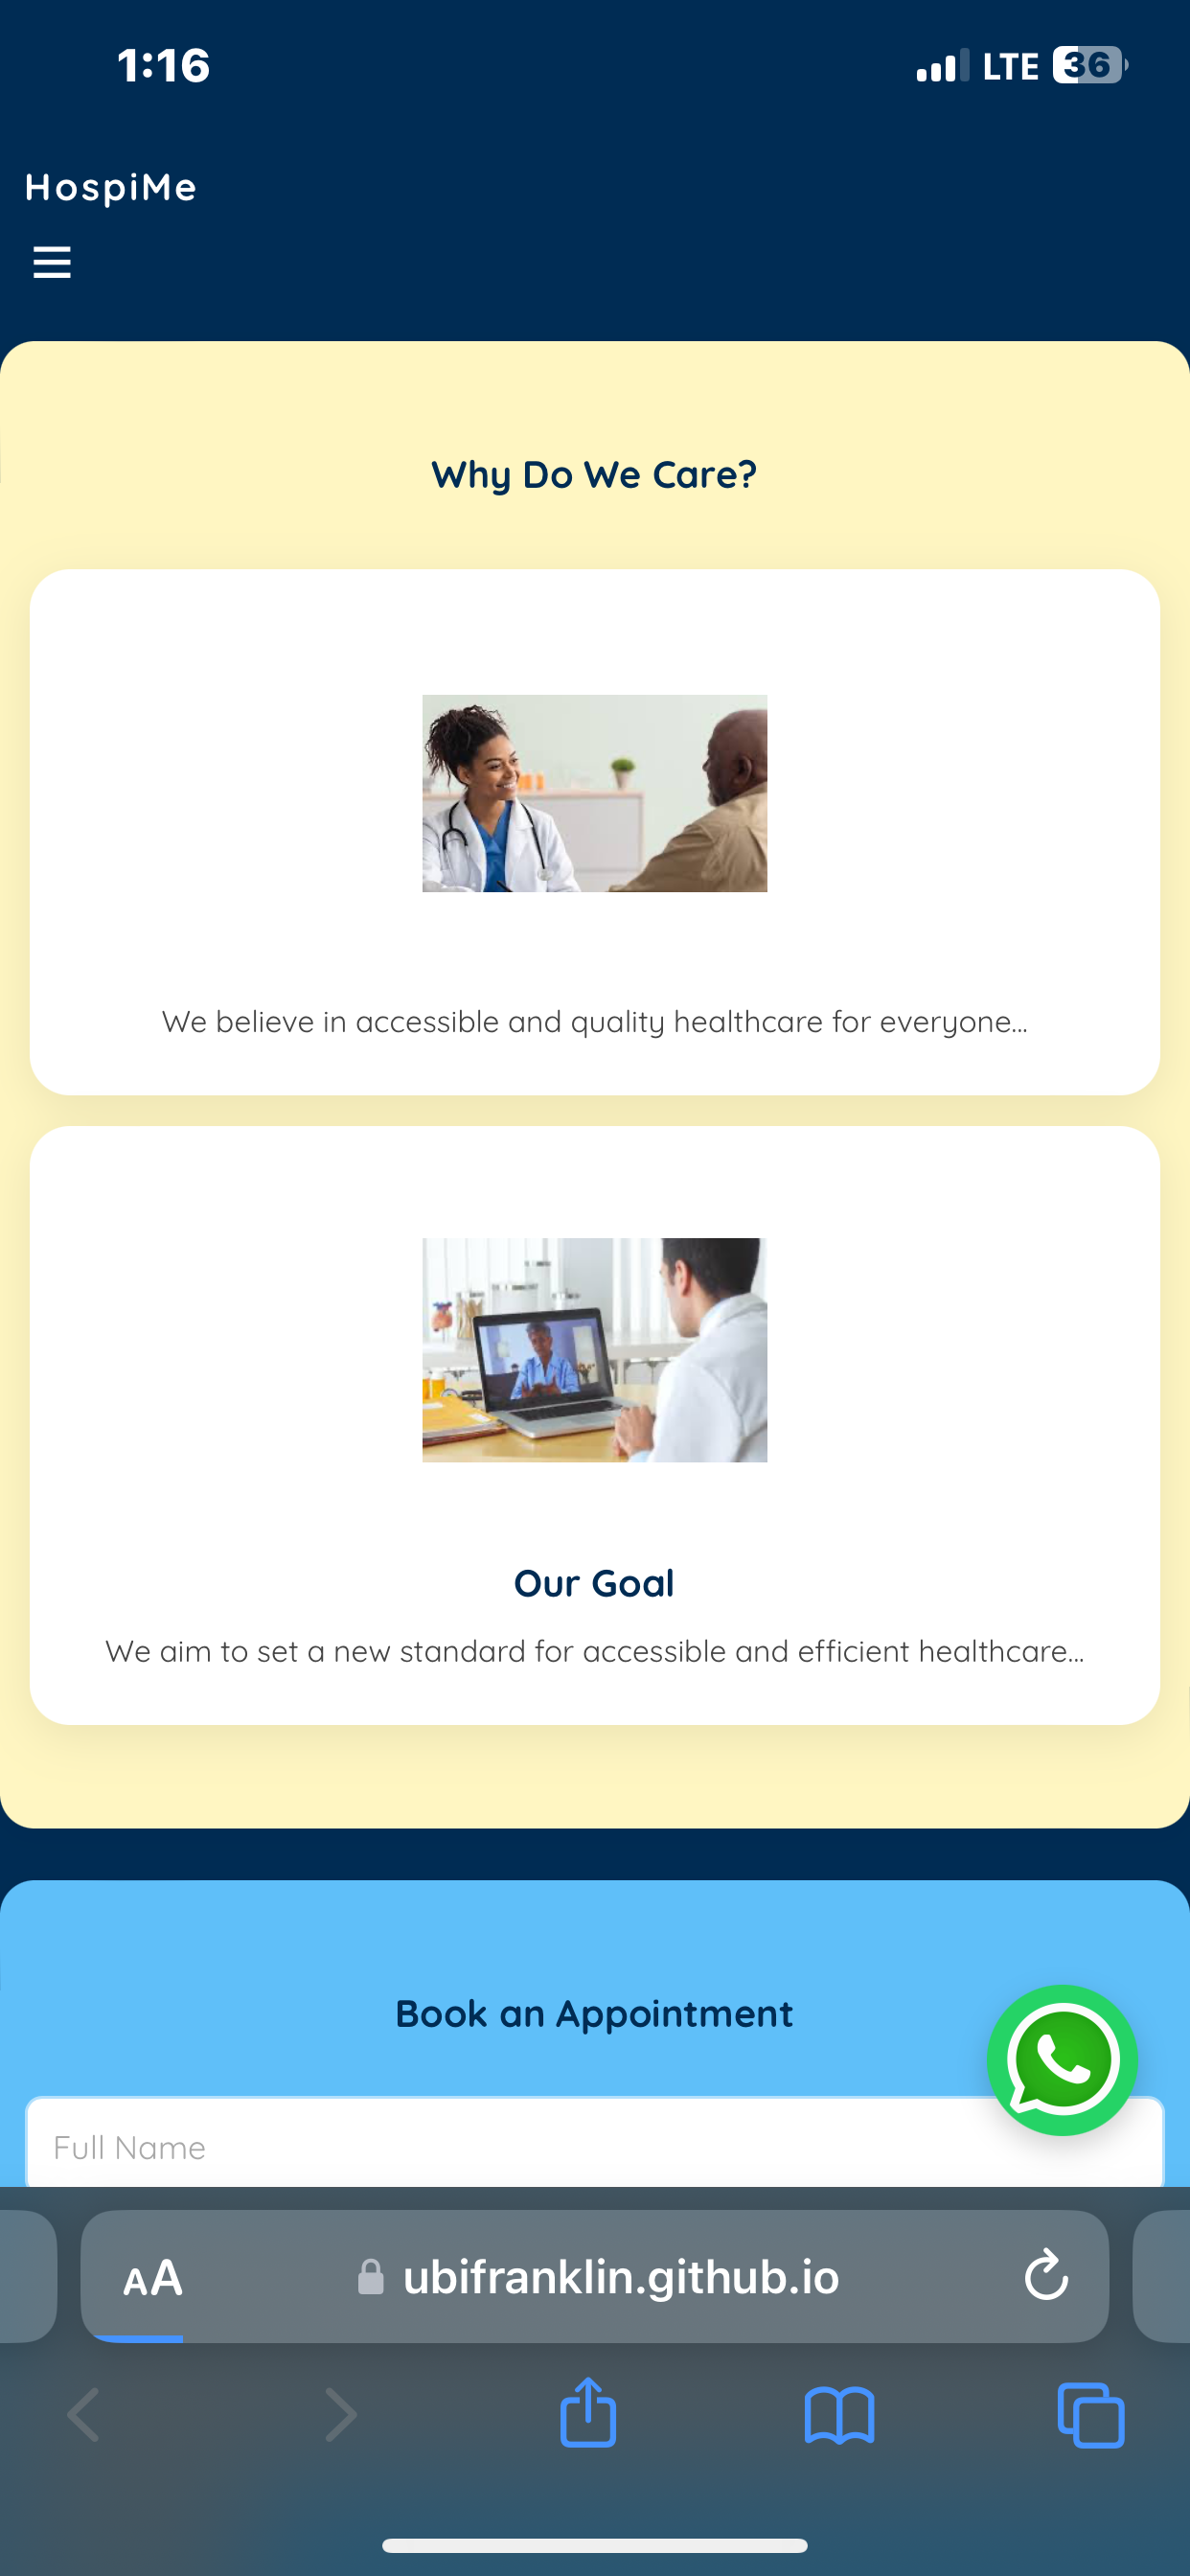 1:16
LTE 36
HospiMe
Why Do We Care?
We believe in accessible and quality healthcare for everyone...
Our Goal
We aim to set a new standard for accessible and efficient healthcare...
Book an Appointment
Full Name
AA ubifranklin.github.io